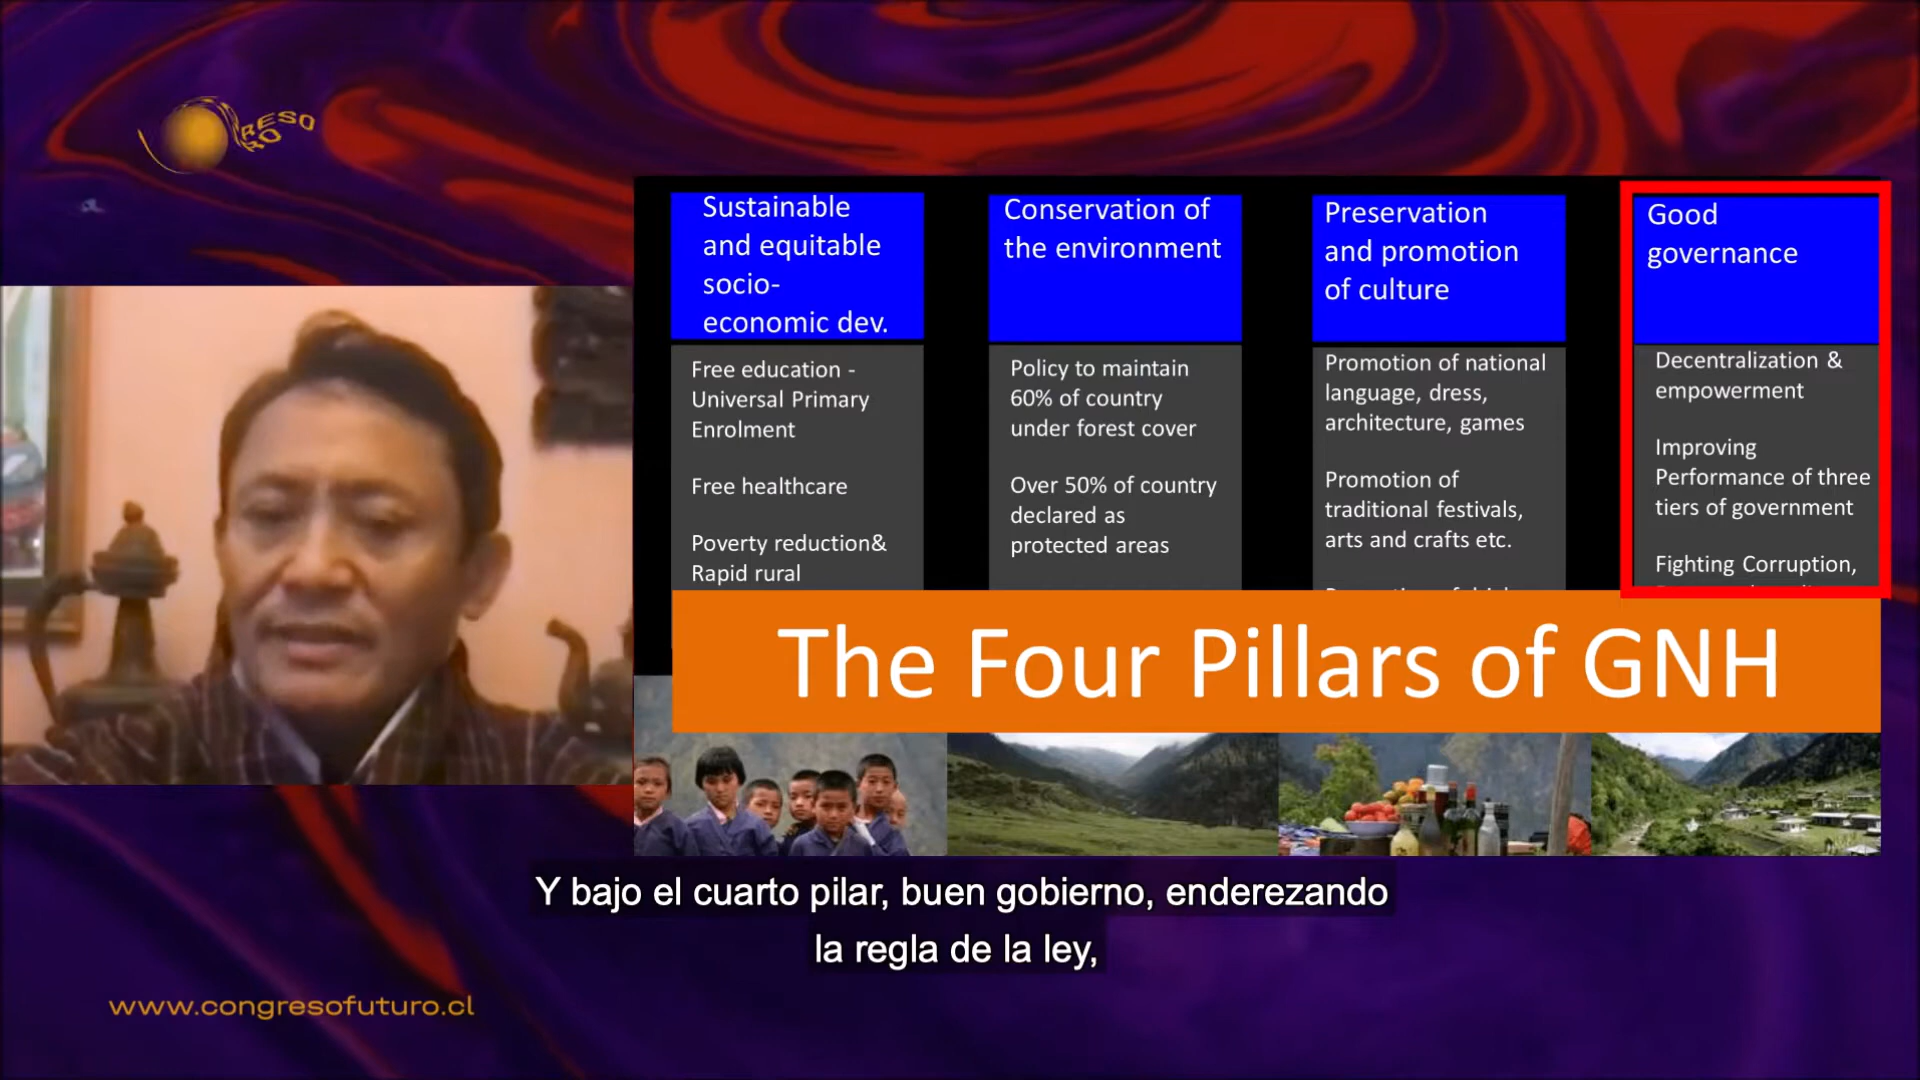 RESO
RO
Sustainable
and equitable
socio-
economic dev.
Free education -
Universal Primary
Enrolment
Free healthcare
Poverty reduction&
Rapid rural
Conservation of
the environment
Policy to maintain
60% of country
under forest cover
Over 50% of country
declared as
protected areas
Preservation
and promotion
of culture
Promotion of national
language, dress,
architecture, games
Promotion of
traditional festivals,
arts and crafts etc.
Good
governance
Decentralization &
empowerment
Improving
Performance of three
tiers of government
Fighting Corruption,
The Four Pillars of GNH
Y bajo el cuarto pilar, buen gobierno, enderezando
la regla de la ley,
www.congresofuturo.cl